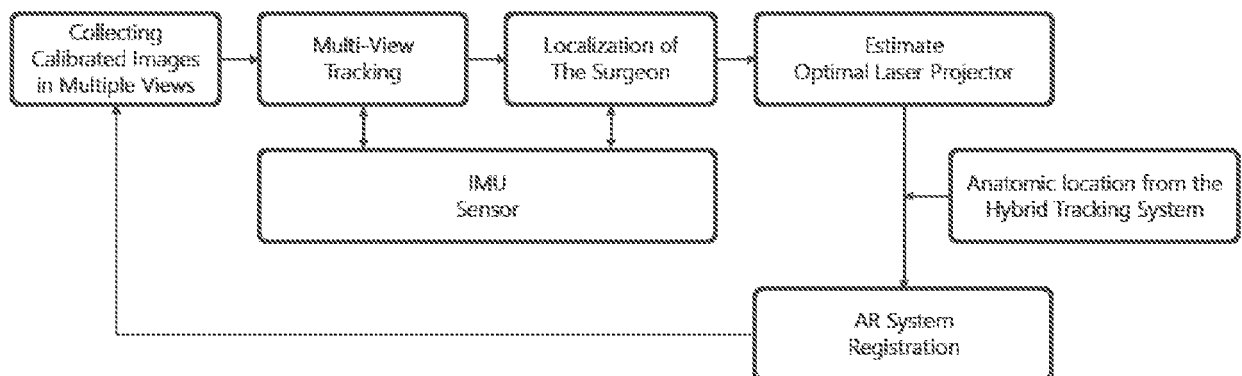 Collecting
Calibrated Images
in Multiple Views
Multi-View
Tracking
Localization of
The Surgeon
Estimate
Optimal Laser Projector
IMU
Sensor
Anatomic location from the
Hybrid Tracking System
AR System
Registration